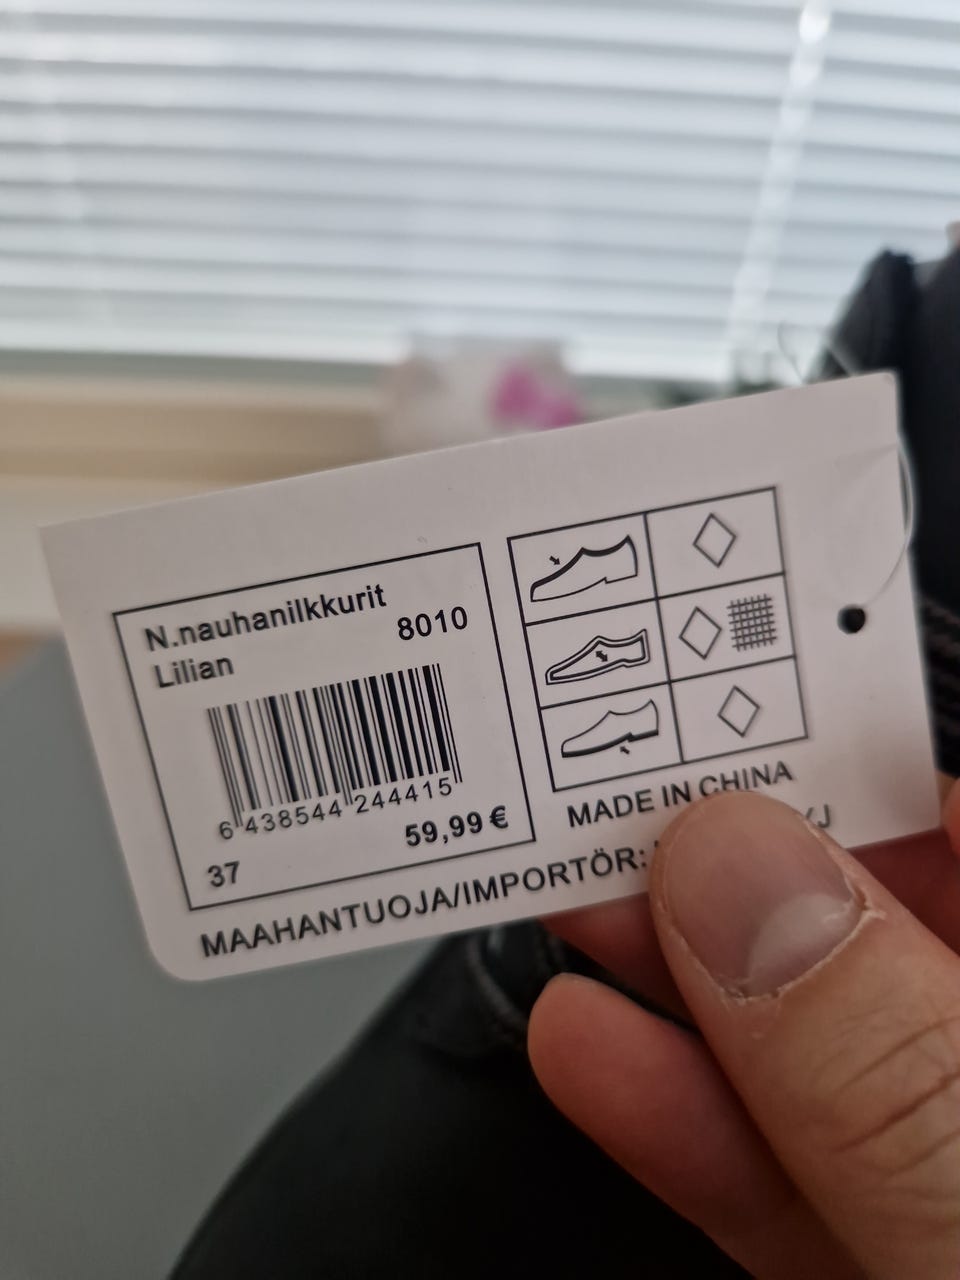 N.nauhanilkkurit
8010
Lilian
6 438544 244415
59,99 €
37
MADE IN CHINA
MAAHANTUOJA/IMPORTÖR: